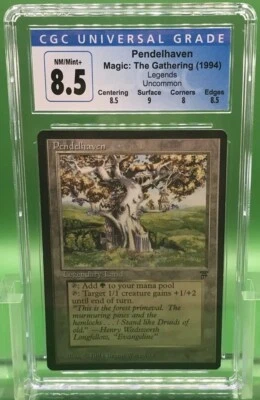 CGC UNIVERSAL GRADE
NM/Mint+
8.5
Pendelhaven
Magic: The Gathering (1994)
Legends
Uncommon
Centering Surface Corners Edges
8.5 9 8 8.5
Pendelhaven
Legendary Land
: Add to your mana pool
: Target 1/1 creature gains +1/+2
until end of turn.
"This is the forest primeval. The
murmuring pines and the
hemlocks . . . / Stand like Druids of
old." —Henry Wadsworth
Longfellow, "Evangeline"